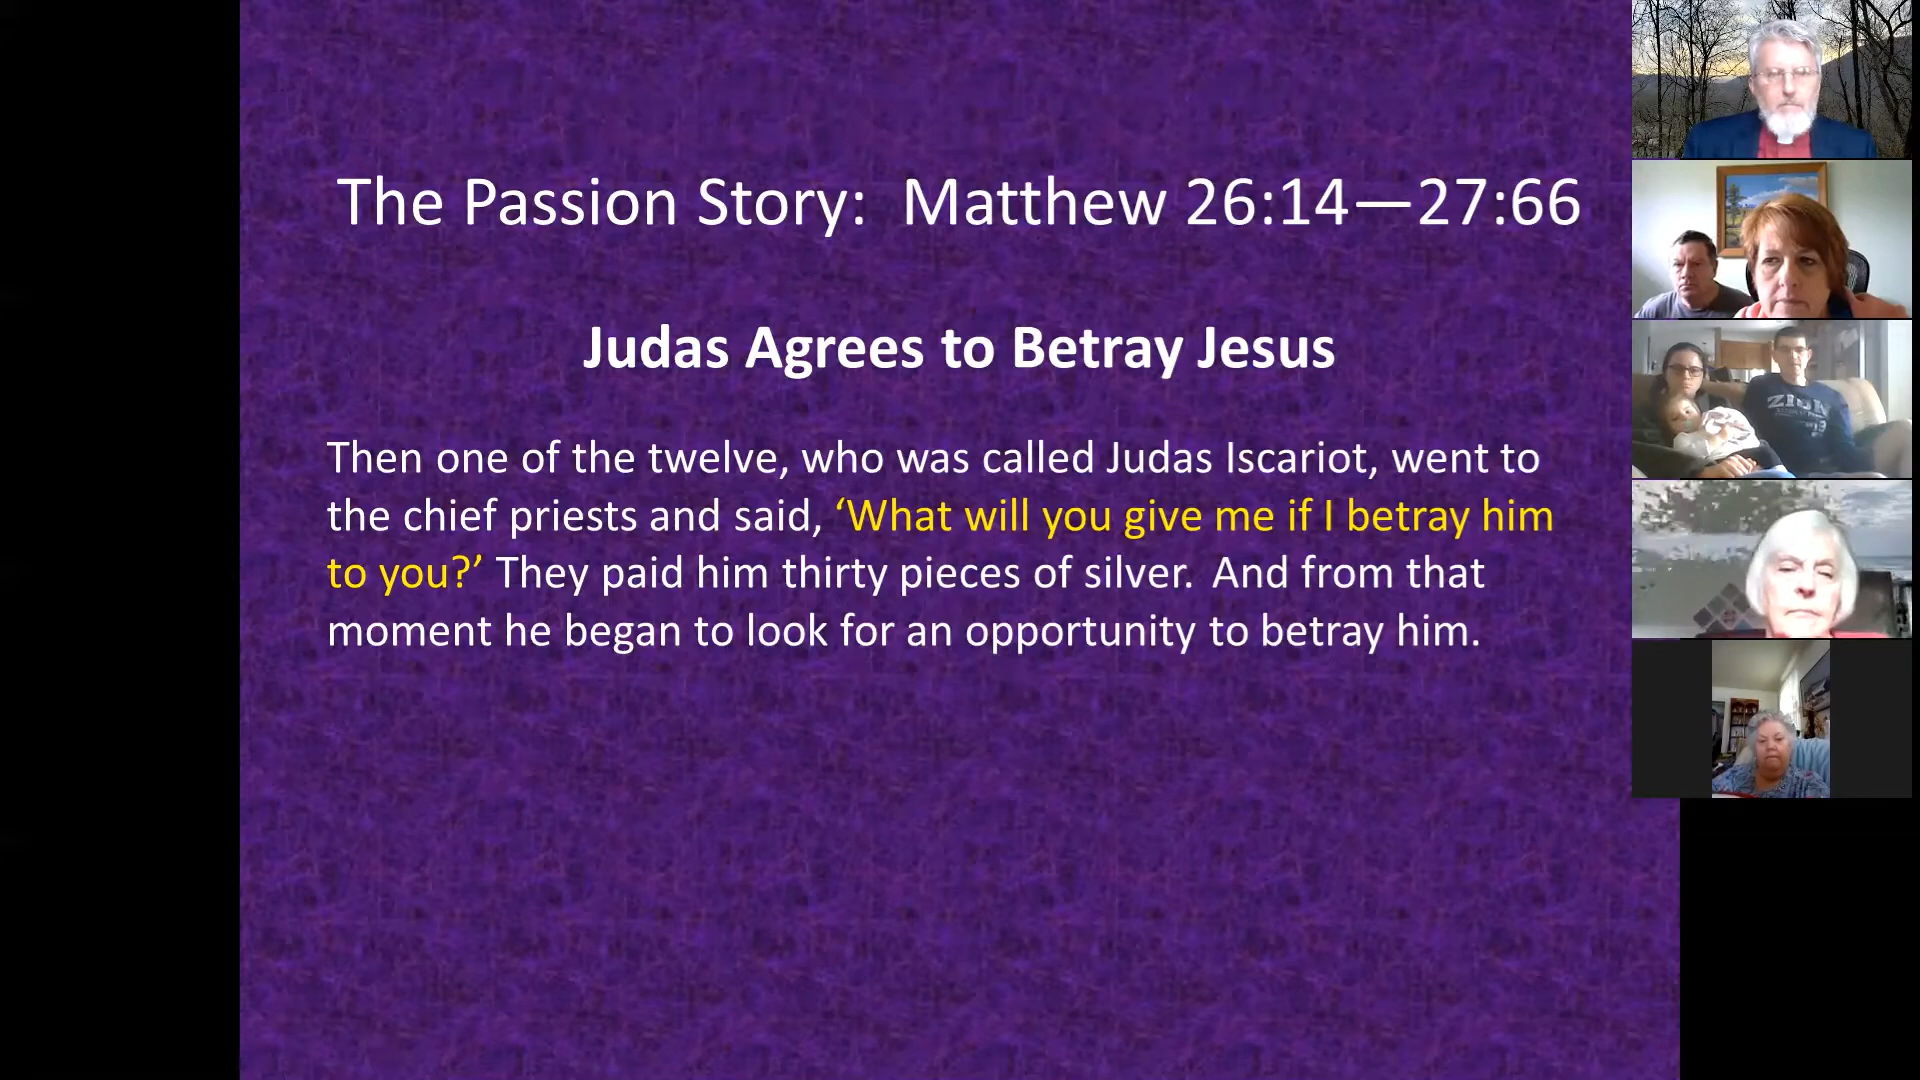 The Passion Story:  Matthew 26:14—27:66
Judas Agrees to Betray Jesus
Then one of the twelve, who was called Judas Iscariot, went to
the chief priests and said, ‘What will you give me if I betray him
to you?’ They paid him thirty pieces of silver.  And from that
moment he began to look for an opportunity to betray him.
ZION